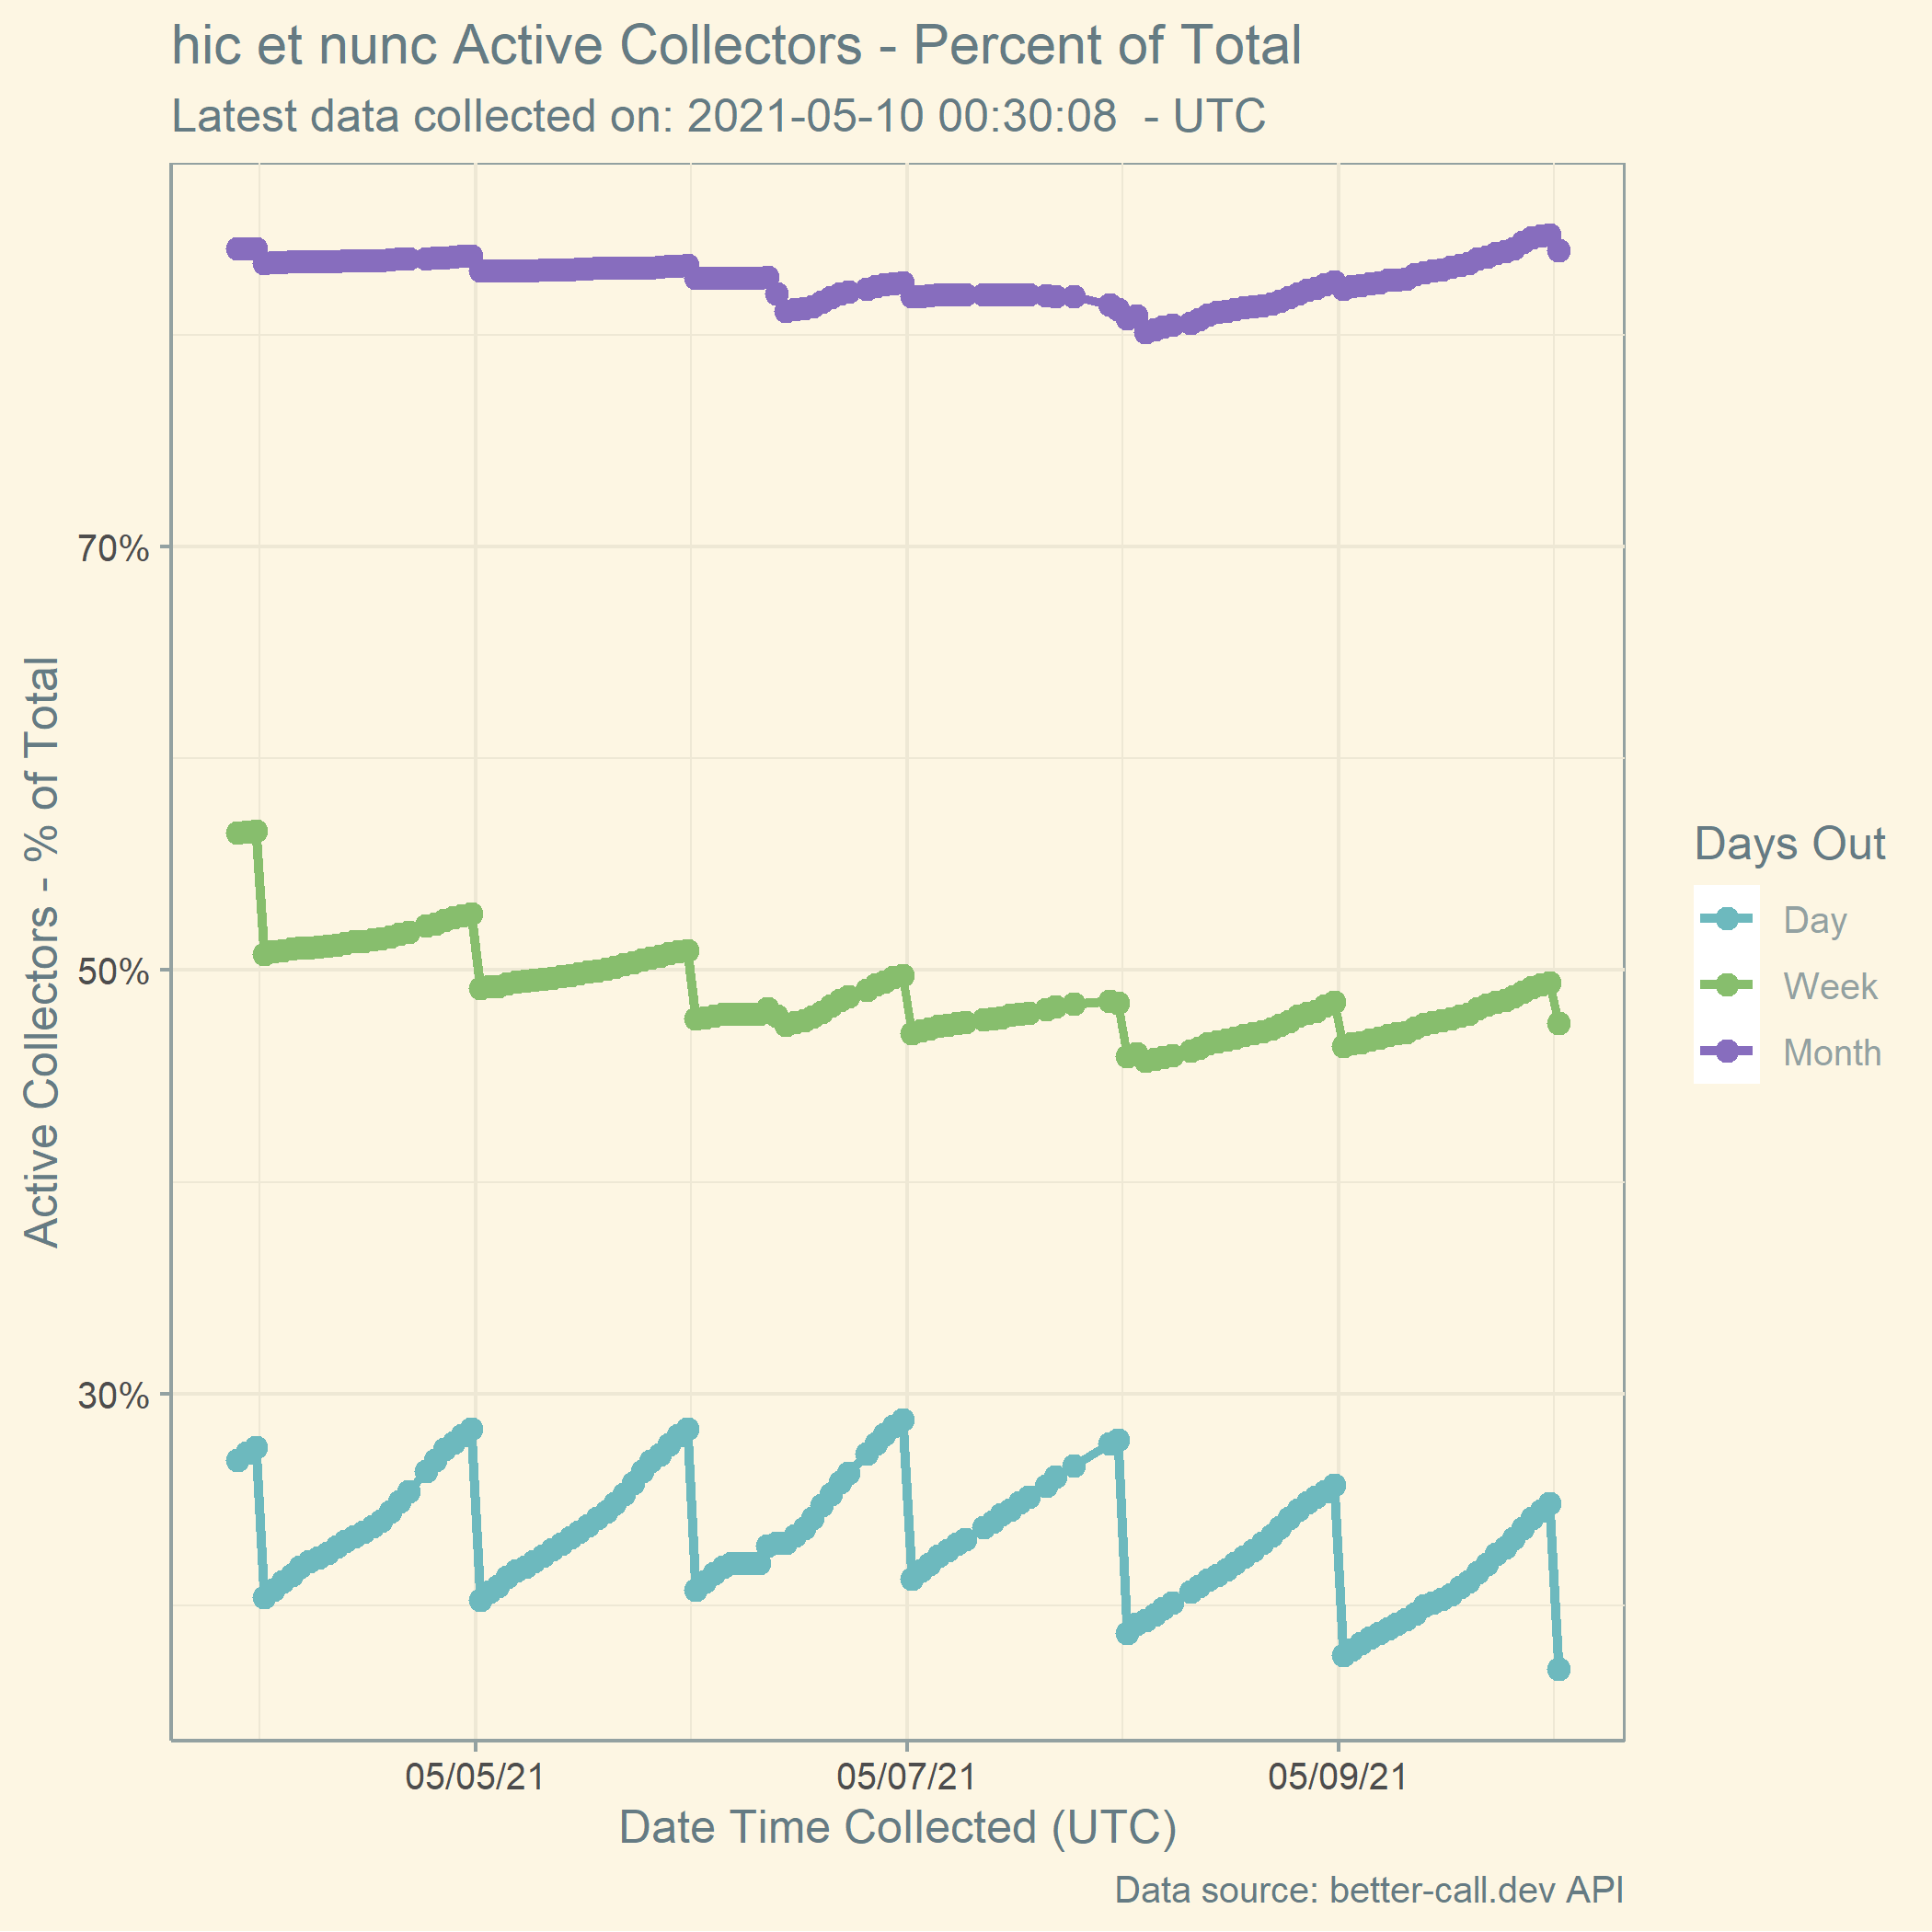 hic et nunc Active Collectors - Percent of Total
Latest data collected on: 2021-05-10 00:30:08  - UTC
Active Collectors - % of Total
70%
50%
30%
05/05/21
05/07/21
05/09/21
Date Time Collected (UTC)
Days Out
Day
Week
Month
Data source: better-call.dev API